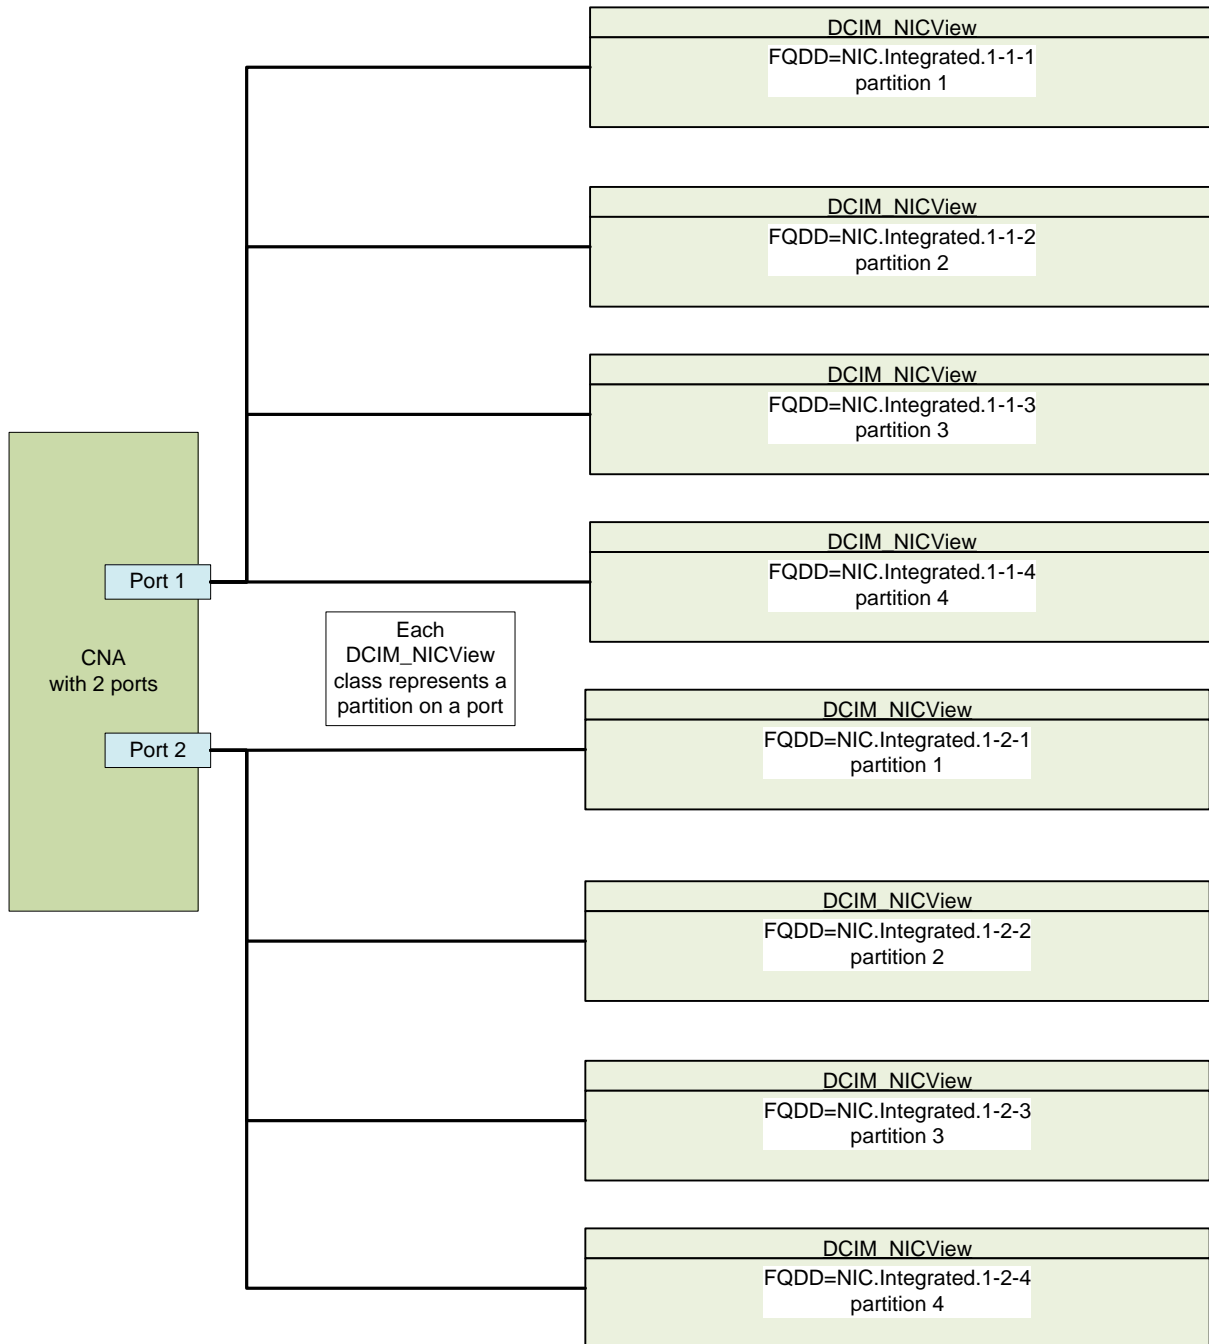 DCIM_NICView
FQDD=NIC.Integrated.1-1-1
partition 1
DCIM_NICView
FQDD=NIC.Integrated.1-1-2
partition 2
DCIM_NICView
FQDD=NIC.Integrated.1-1-3
partition 3
DCIM_NICView
FQDD=NIC.Integrated.1-1-4
partition 4
Port 1
CNA
with 2 ports
Port 2
Each
DCIM_NICView
class represents a
partition on a port
DCIM_NICView
FQDD=NIC.Integrated.1-2-1
partition 1
DCIM_NICView
FQDD=NIC.Integrated.1-2-2
partition 2
DCIM_NICView
FQDD=NIC.Integrated.1-2-3
partition 3
DCIM_NICView
FQDD=NIC.Integrated.1-2-4
partition 4